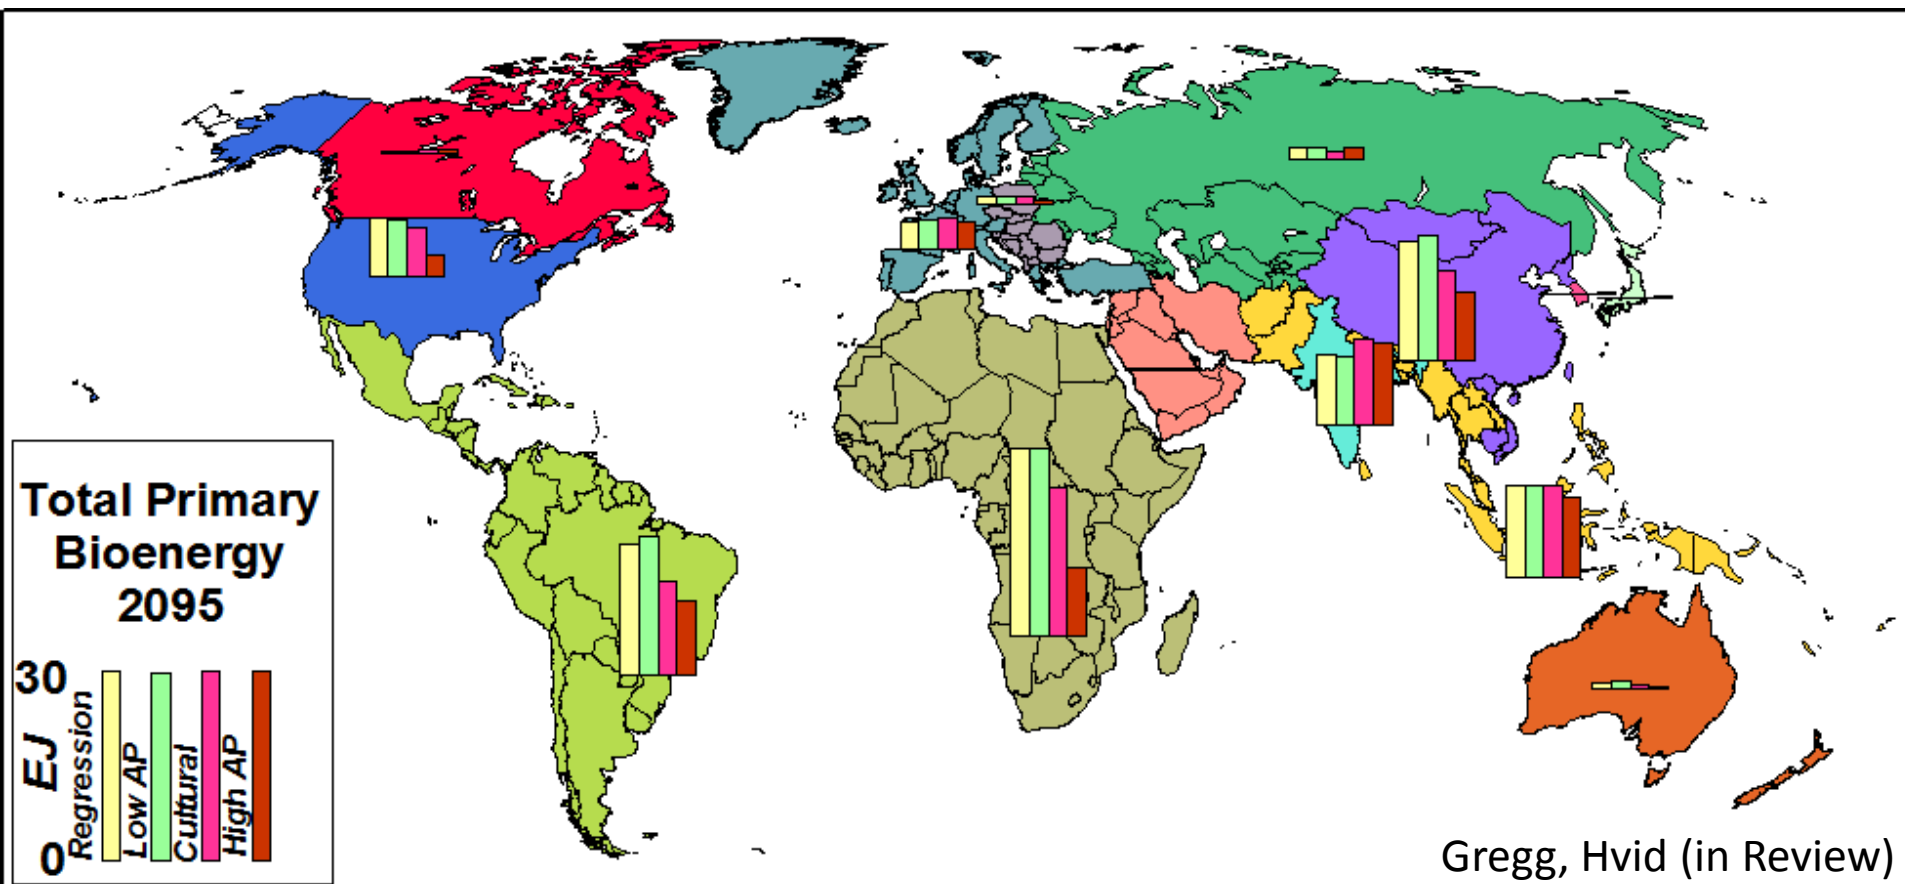 Total Primary
Bioenergy
2095
30
EJ
0
Regression
Low AP
Cultural
High AP
Gregg, Hvid (in Review)